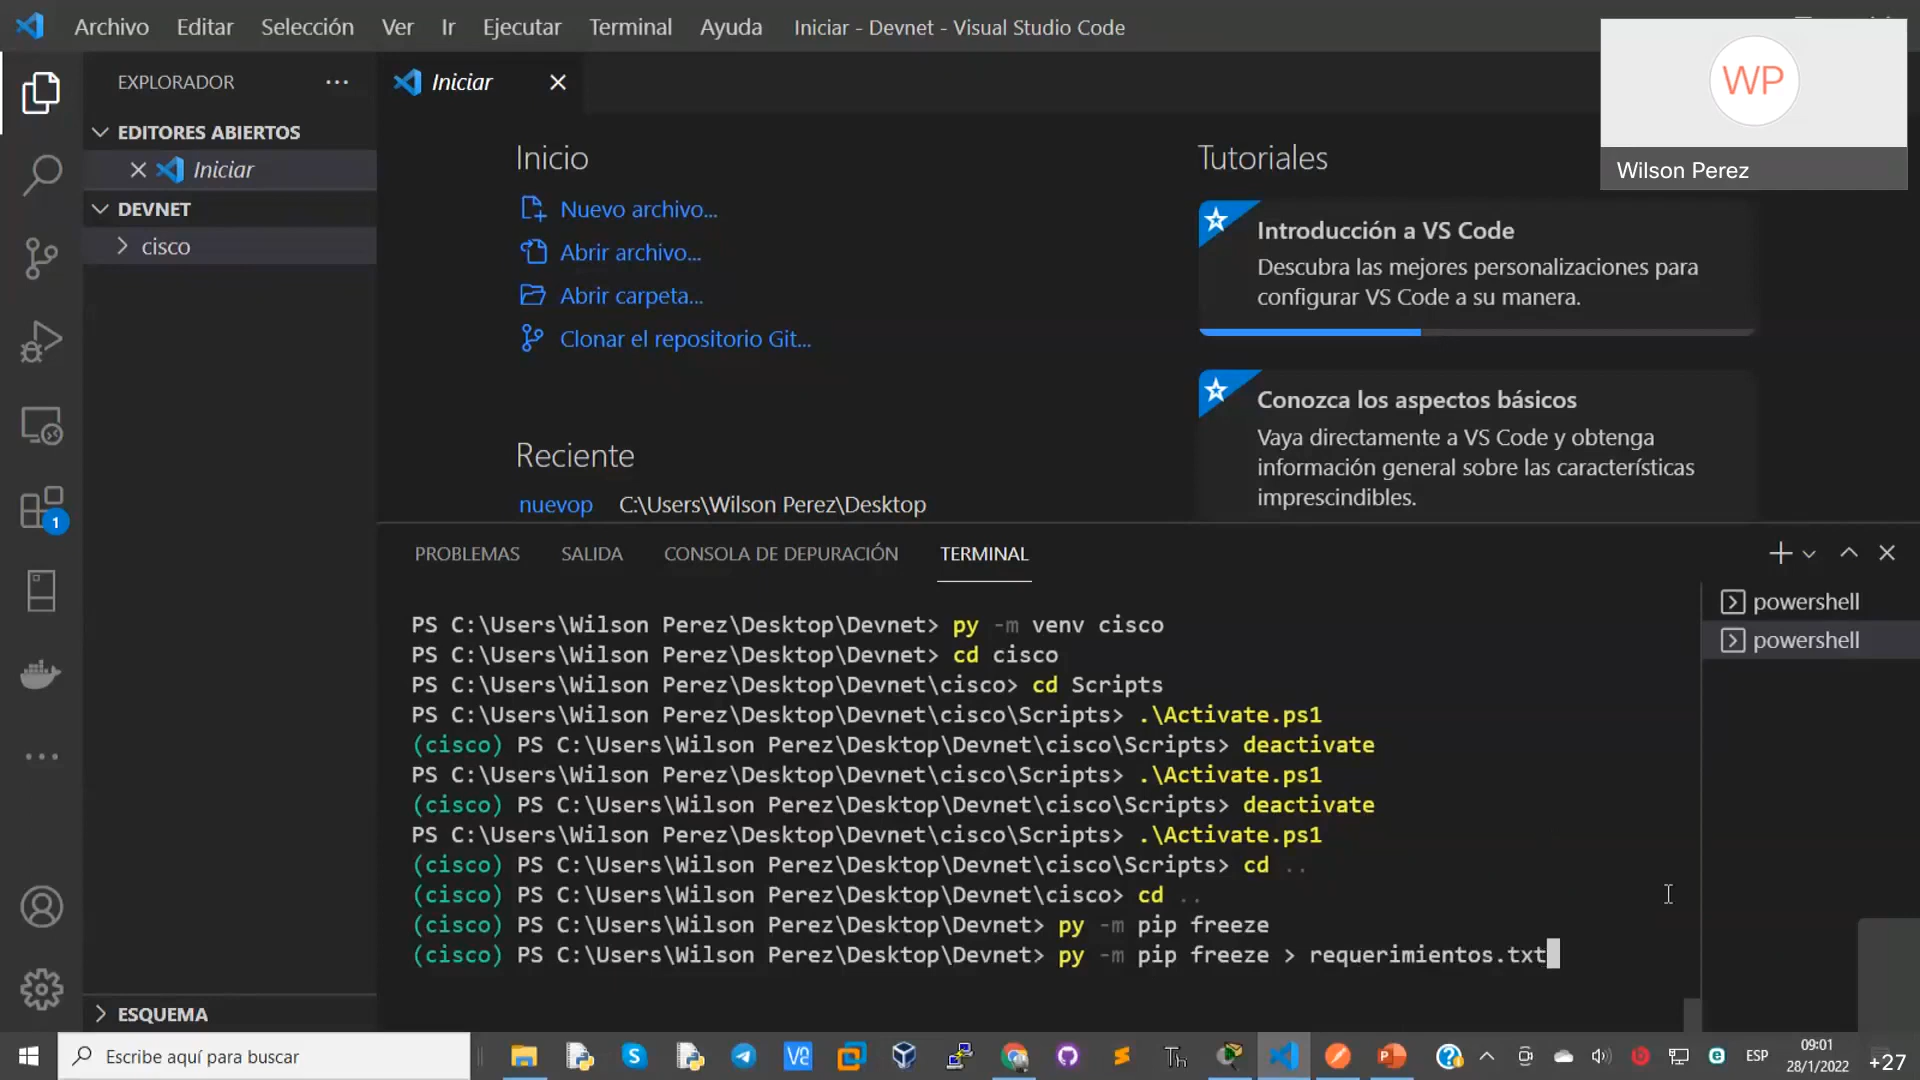 Archivo Editar Selección Ver Ir Ejecutar Terminal Ayuda Iniciar - Devnet - Visual Studio Code
WP
Wilson Perez
EXPLORADOR
EDITORES ABIERTOS
Iniciar
DEVNET
cisco
ESQUEMA
1
Iniciar
Inicio
Nuevo archivo...
Abrir archivo...
Abrir carpeta...
Clonar el repositorio Git...
Reciente
nuevop C:\Users\Wilson Perez\Desktop
Tutoriales
Introducción a VS Code
Descubra las mejores personalizaciones para
configurar VS Code a su manera.
Conozca los aspectos básicos
Vaya directamente a VS Code y obtenga
información general sobre las características
imprescindibles.
PROBLEMAS SALIDA CONSOLA DE DEPURACIÓN TERMINAL
PS C:\Users\Wilson Perez\Desktop\Devnet> py -m venv cisco
PS C:\Users\Wilson Perez\Desktop\Devnet> cd cisco
PS C:\Users\Wilson Perez\Desktop\Devnet\cisco> cd Scripts
PS C:\Users\Wilson Perez\Desktop\Devnet\cisco\Scripts> .\Activate.ps1
(cisco) PS C:\Users\Wilson Perez\Desktop\Devnet\cisco\Scripts> deactivate
PS C:\Users\Wilson Perez\Desktop\Devnet\cisco\Scripts> .\Activate.ps1
(cisco) PS C:\Users\Wilson Perez\Desktop\Devnet\cisco\Scripts> deactivate
PS C:\Users\Wilson Perez\Desktop\Devnet\cisco\Scripts> .\Activate.ps1
(cisco) PS C:\Users\Wilson Perez\Desktop\Devnet\cisco\Scripts> cd ..
(cisco) PS C:\Users\Wilson Perez\Desktop\Devnet\cisco> cd ..
(cisco) PS C:\Users\Wilson Perez\Desktop\Devnet> py -m pip freeze
(cisco) PS C:\Users\Wilson Perez\Desktop\Devnet> py -m pip freeze > requerimientos.txt
powershell
powershell
Escribe aquí para buscar
ESP
09:01
28/1/2022
+27